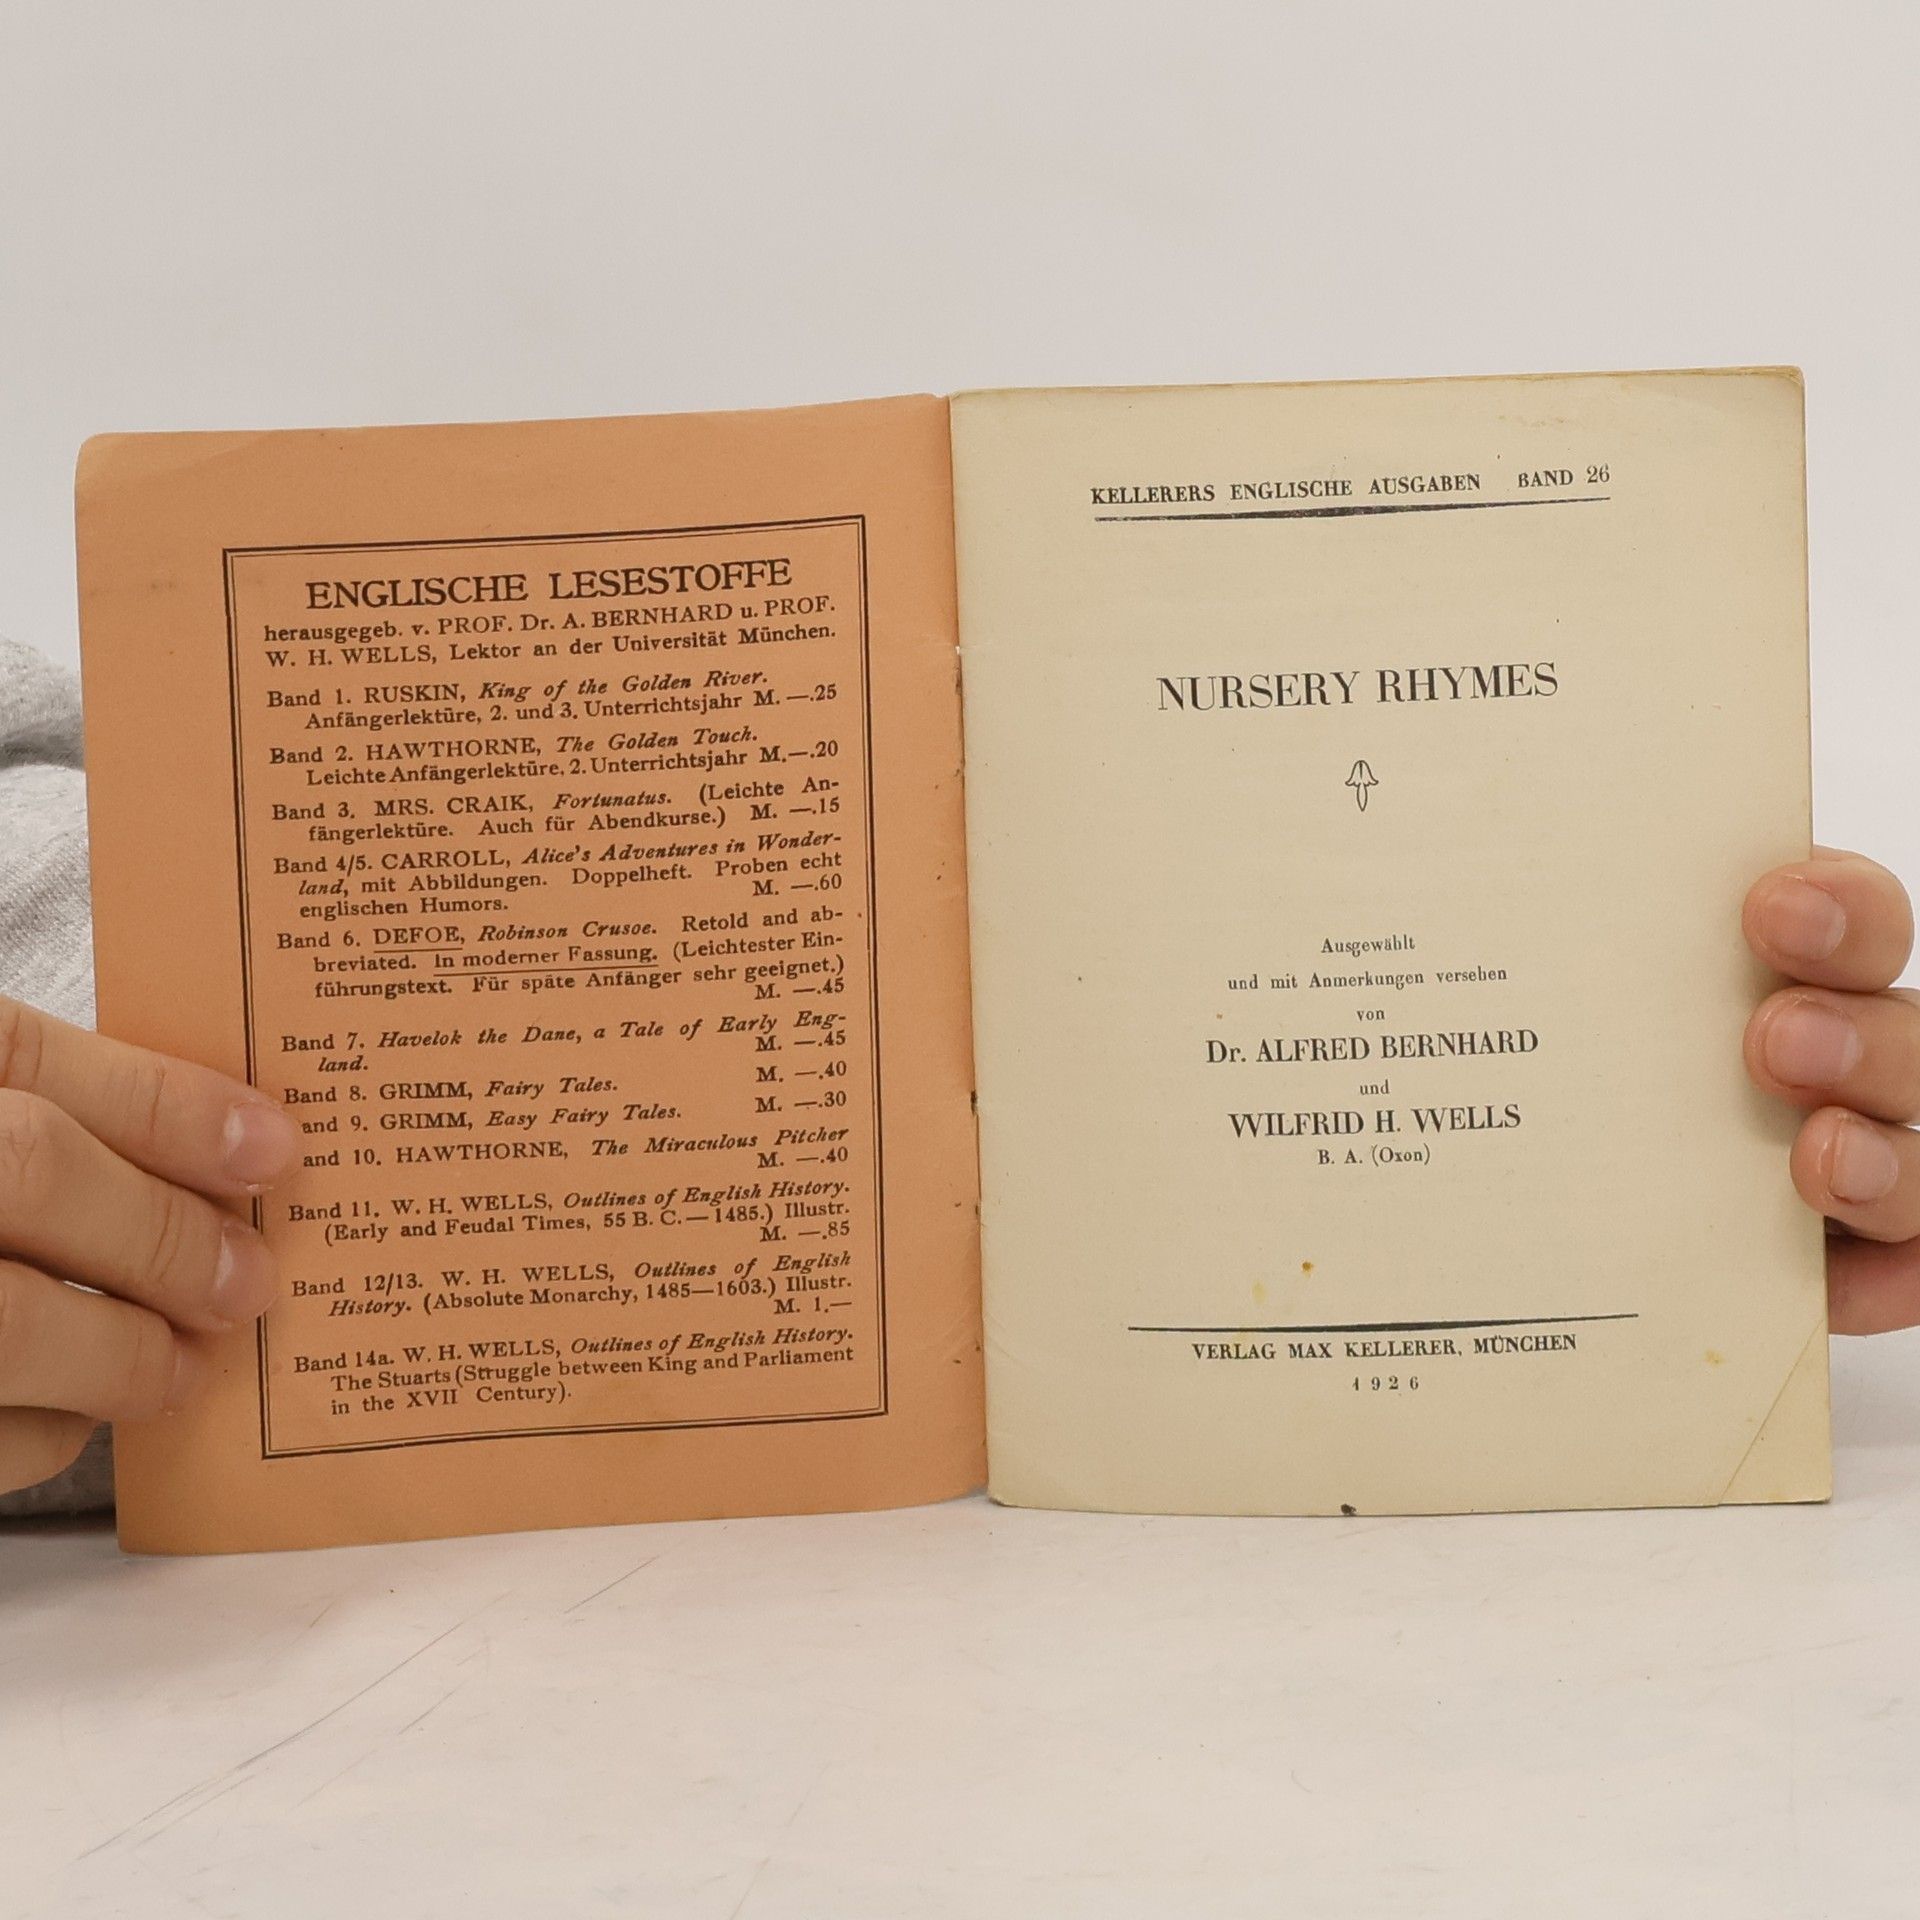 ENGLISCHE LESESTOFFE
herausgegeb. v. PROF. Dr. A. BERNHARD u. PROF.
W. H. WELLS, Lektor an der Universität München.
Band 1. RUSKIN, King of the Golden River.
Anfängerlektüre, 2. und 3. Unterrichtsjahr M. —.25
Band 2. HAWTHORNE, The Golden Touch.
Leichte Anfängerlektüre, 2. Unterrichtsjahr M.—.20
Band 3. MRS. CRAIK, Fortunatus. (Leichte An-
fängerlektüre. Auch für Abendkurse.) M. —.15
Band 4/5. CARROLL, Alice's Adventures in Wonder-
land, mit Abbildungen. Doppelheft. Proben echt
englischen Humors. M. —.60
Band 6. DEFOE, Robinson Crusoe. Retold and ab-
breviated. In moderner Fassung. (Leichtester Ein-
führungstext. Für späte Anfänger sehr geeignet.)
M. —.45
Band 7. Havelok the Dane, a Tale of Early Eng-
land. M. —.45
Band 8. GRIMM, Fairy Tales. M. —.40
and 9. GRIMM, Easy Fairy Tales. M. —.30
and 10. HAWTHORNE, The Miraculous Pitcher
M. —.40
Band 11. W. H. WELLS, Outlines of English History.
(Early and Feudal Times, 55 B. C.—1485.) Illustr.
M. —.85
Band 12/13. W. H. WELLS, Outlines of English
History. (Absolute Monarchy, 1485—1603.) Illustr.
M. 1.—
Band 14a. W. H. WELLS, Outlines of English History.
The Stuarts (Struggle between King and Parliament
in the XVII Century).
KELLERERS ENGLISCHE AUSGABEN BAND 26
NURSERY RHYMES
Ausgewählt
und mit Anmerkungen versehen
von
Dr. ALFRED BERNHARD
und
WILFRID H. WELLS
B. A. (Oxon)
VERLAG MAX KELLERER, MÜNCHEN
1926